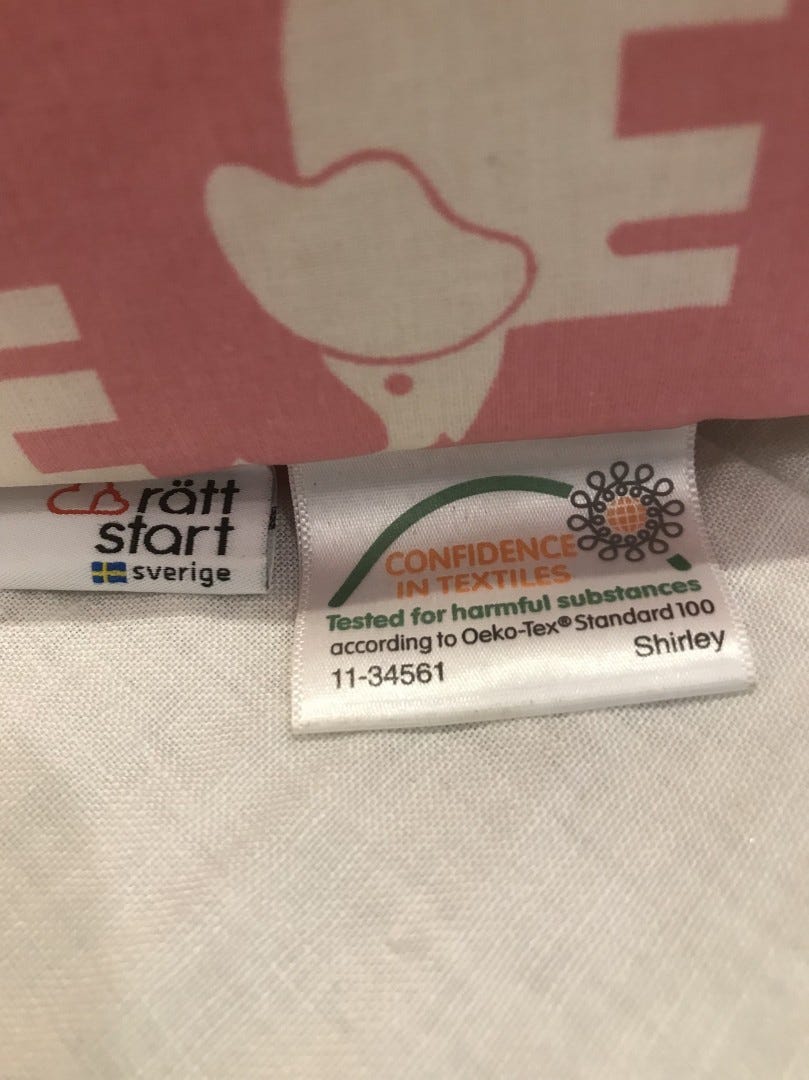 rätt
start
sverige
CONFIDENCE
IN TEXTILES
Tested for harmful substances
according to Oeko-Tex® Standard 100
11-34561
Shirley